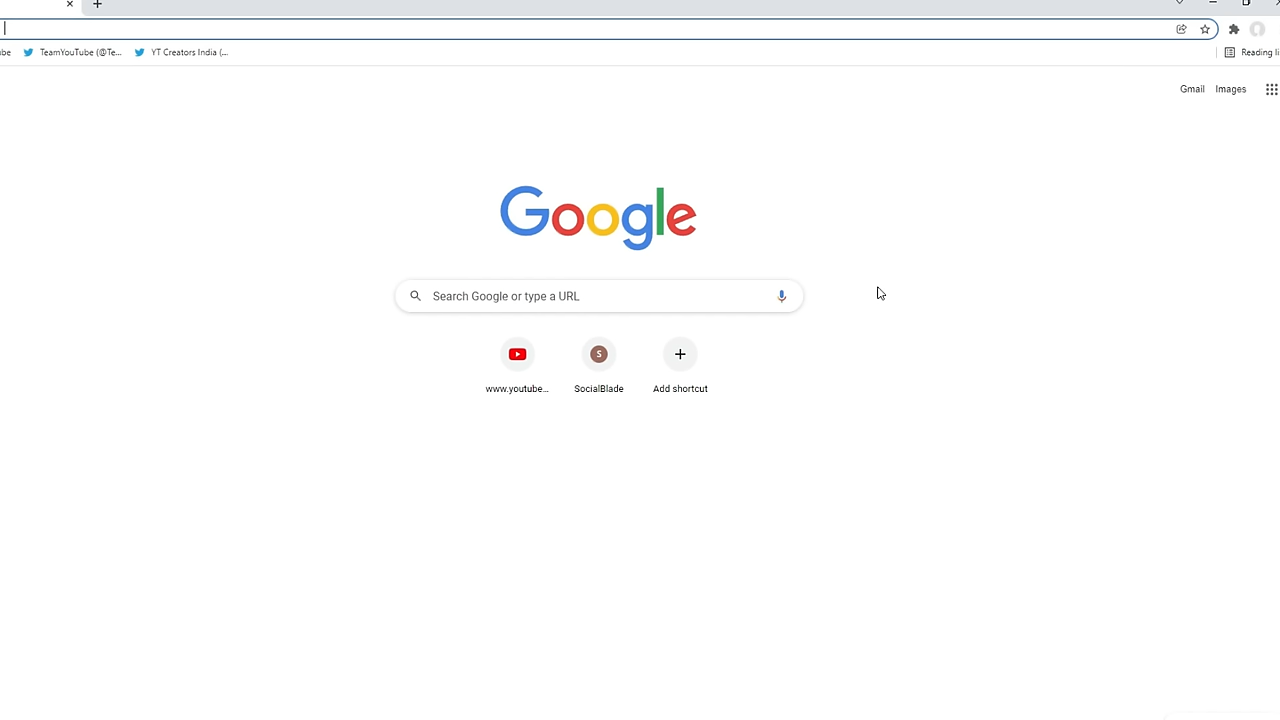 be TeamYouTube (@Te... YT Creators India (...
Reading li
Gmail Images
Google
Search Google or type a URL
S
www.youtube... SocialBlade Add shortcut